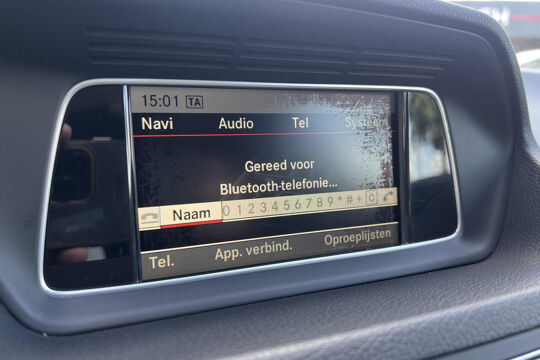 15:01 TA
Navi Audio Tel System
Gereed voor
Bluetooth-telefonie...
Naam 0 1 2 3 4 5 6 7 8 9 * # + C
Tel. App. verbind. Oproeplijsten